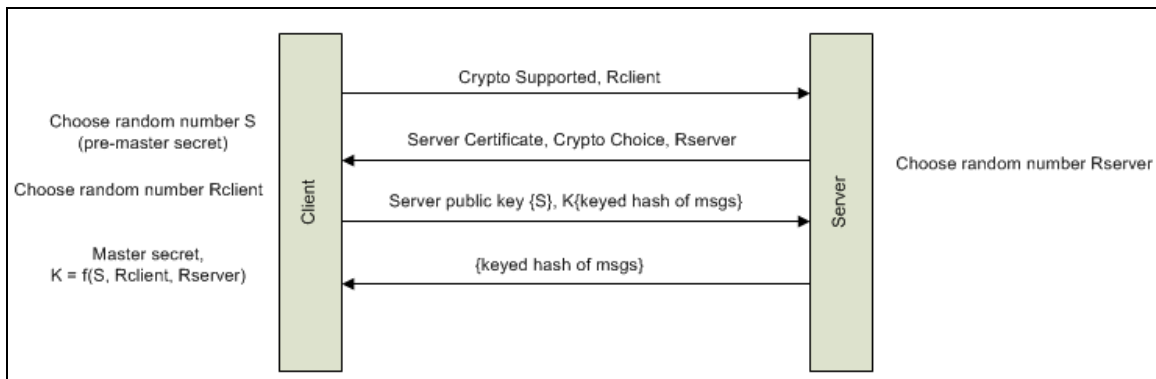 Crypto Supported, Rclient
Choose random number S
(pre-master secret)
Server Certificate, Crypto Choice, Rserver
Choose random number Rserver
Choose random number Rclient
Client
Server public key {S}, K{keyed hash of msgs}
Server
Master secret,
K = f(S, Rclient, Rserver)
{keyed hash of msgs}